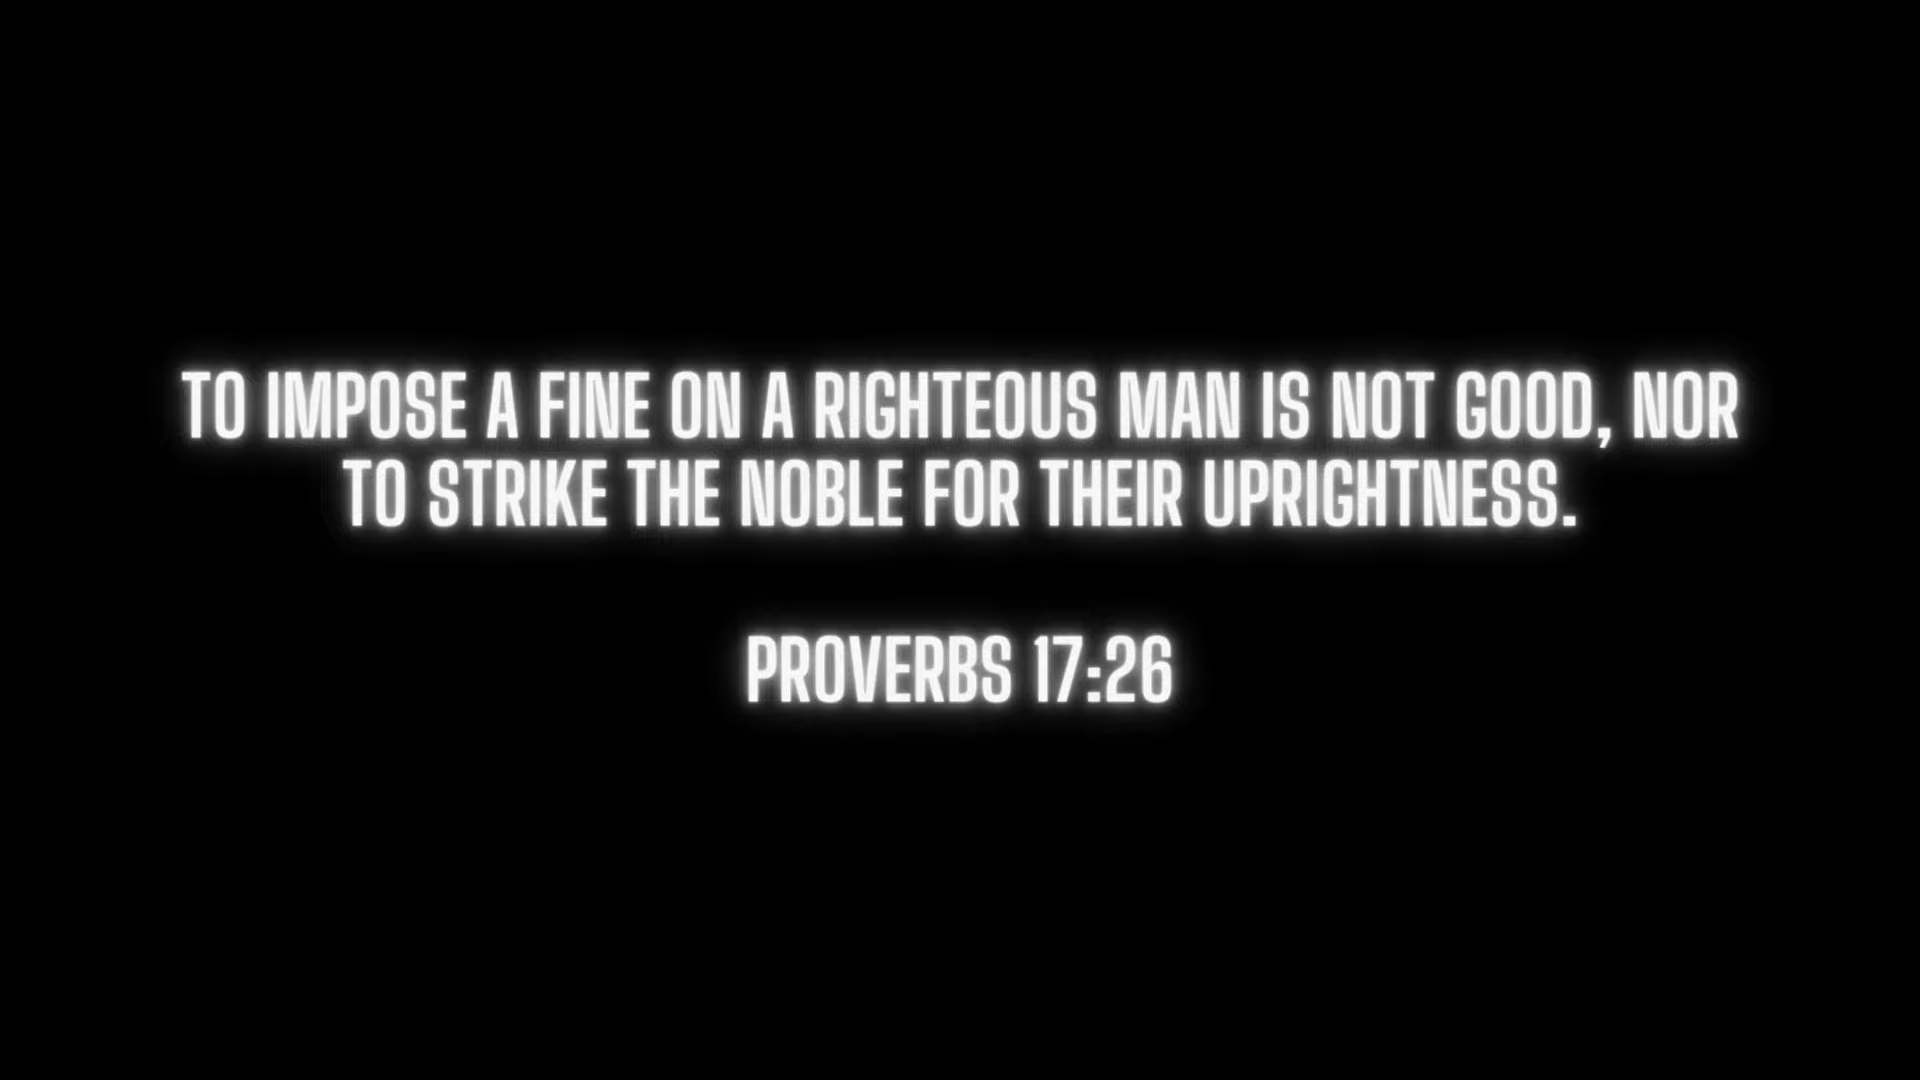 TO IMPOSE A FINE ON A RIGHTEOUS MAN IS NOT GOOD, NOR
TO STRIKE THE NOBLE FOR THEIR UPRIGHTNESS.
PROVERBS 17:26